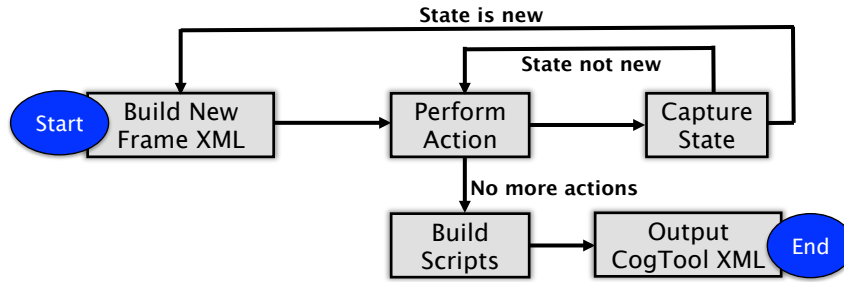 State is new
State not new
Start
Build New
Frame XML
Perform
Action
Capture
State
No more actions
Build
Scripts
Output
CogTool XML
End